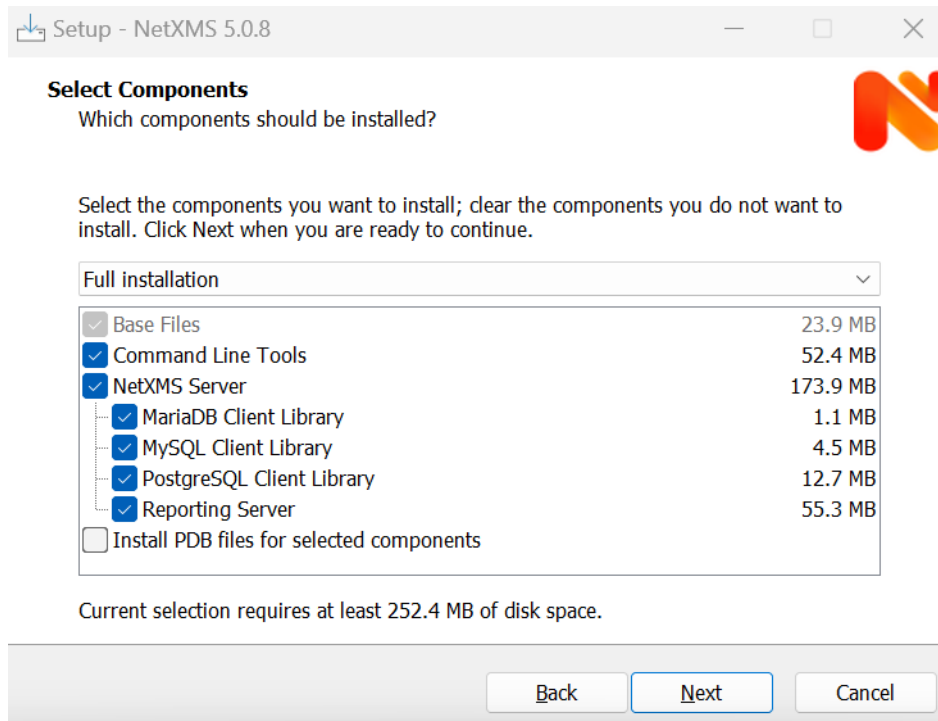 Setup - NetXMS 5.0.8
Select Components
Which components should be installed?
Select the components you want to install; clear the components you do not want to
install. Click Next when you are ready to continue.
Full installation
Base Files 23.9 MB
Command Line Tools 52.4 MB
NetXMS Server 173.9 MB
MariaDB Client Library 1.1 MB
MySQL Client Library 4.5 MB
PostgreSQL Client Library 12.7 MB
Reporting Server 55.3 MB
Install PDB files for selected components
Current selection requires at least 252.4 MB of disk space.
Back Next Cancel